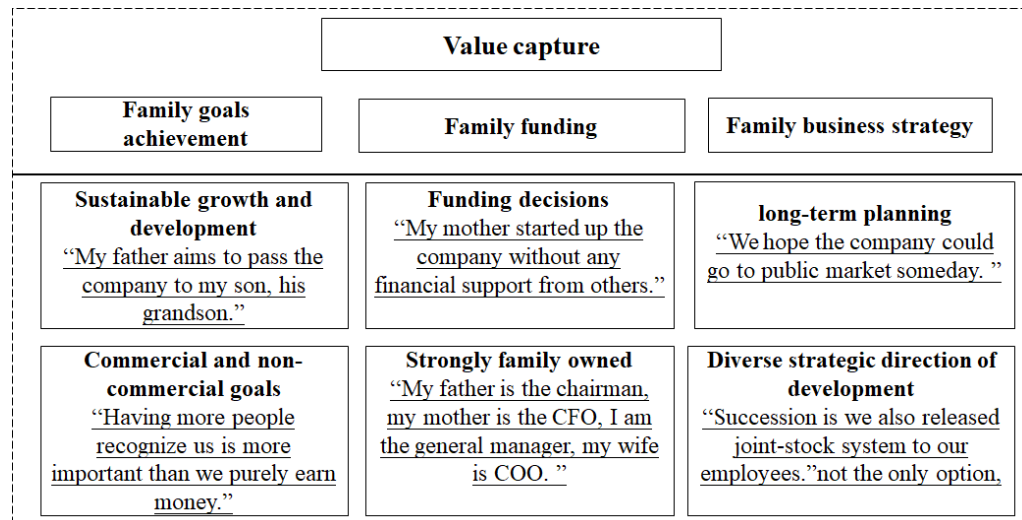 Value capture
Family goals
achievement
Family funding
Family business strategy
Sustainable growth and
development
“My father aims to pass the
company to my son, his
grandson.”
Funding decisions
“My mother started up the
company without any
financial support from others.”
long-term planning
“We hope the company could
go to public market someday. ”
Commercial and non-
commercial goals
“Having more people
recognize us is more
important than we purely earn
money.”
Strongly family owned
“My father is the chairman,
my mother is the CFO, I am
the general manager, my wife
is COO. ”
Diverse strategic direction of
development
“Succession is we also released
joint-stock system to our
employees.”not the only option,